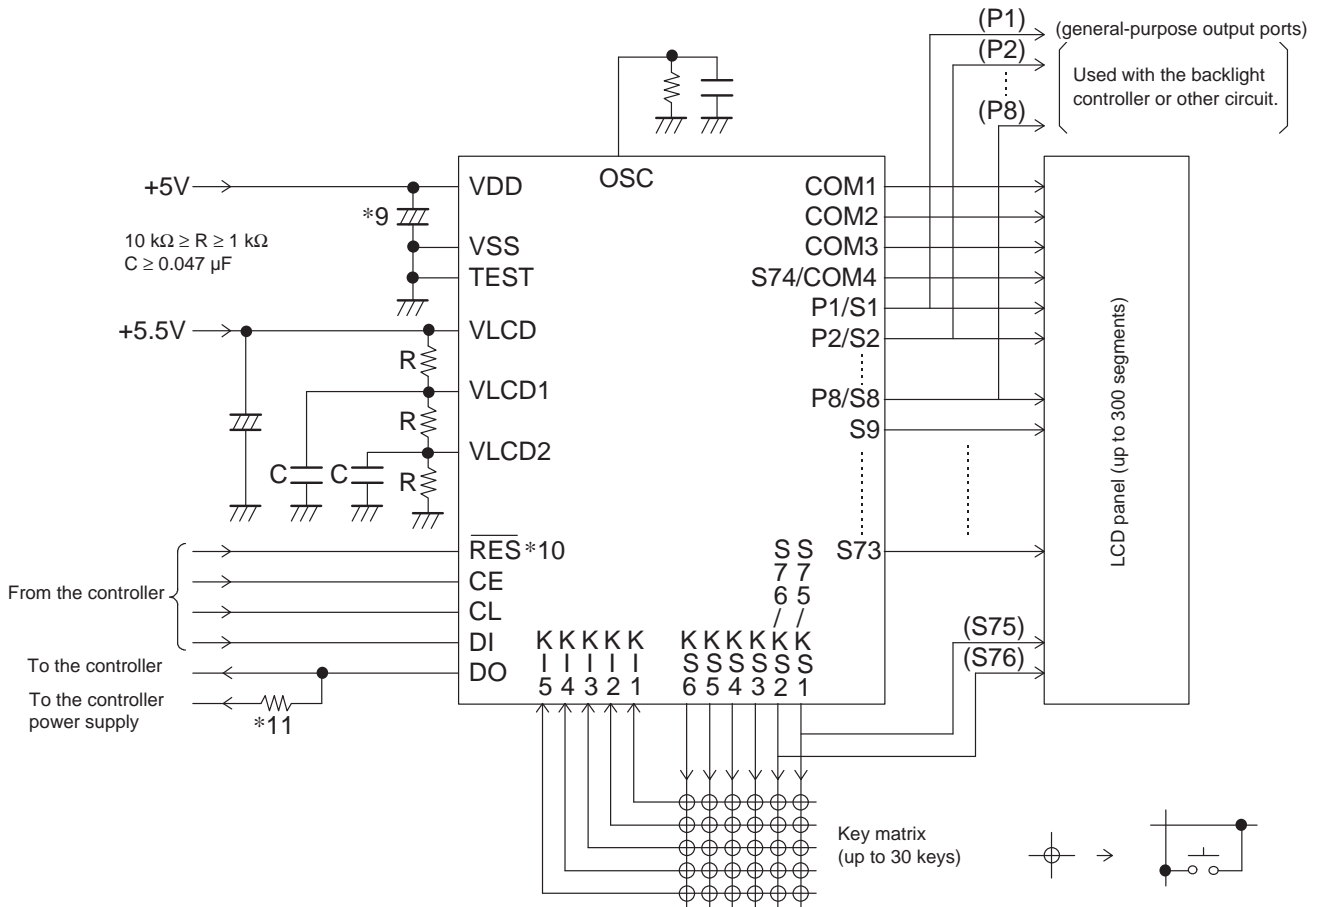 (P1)
(general-purpose output ports)
(P2)
Used with the backlight
controller or other circuit.
(P8)
OSC
+5V
VDD
COM1
*9
COM2
10 kΩ ≥ R ≥ 1 kΩ
C ≥ 0.047 µF
VSS
COM3
TEST
S74/COM4
P1/S1
+5.5V
VLCD
P2/S2
R
VLCD1
P8/S8
R
S9
VLCD2
C
C
R
LCD panel (up to 300 segments)
RES *10
S73
From the controller
CE
CL
DI
To the controller
DO
To the controller
power supply
*11
KI5
KI4
KI3
KI2
KI1
KS6
KS5
KS4
KS3
S76/KS2
S75/KS1
(S75)
(S76)
Key matrix
(up to 30 keys)